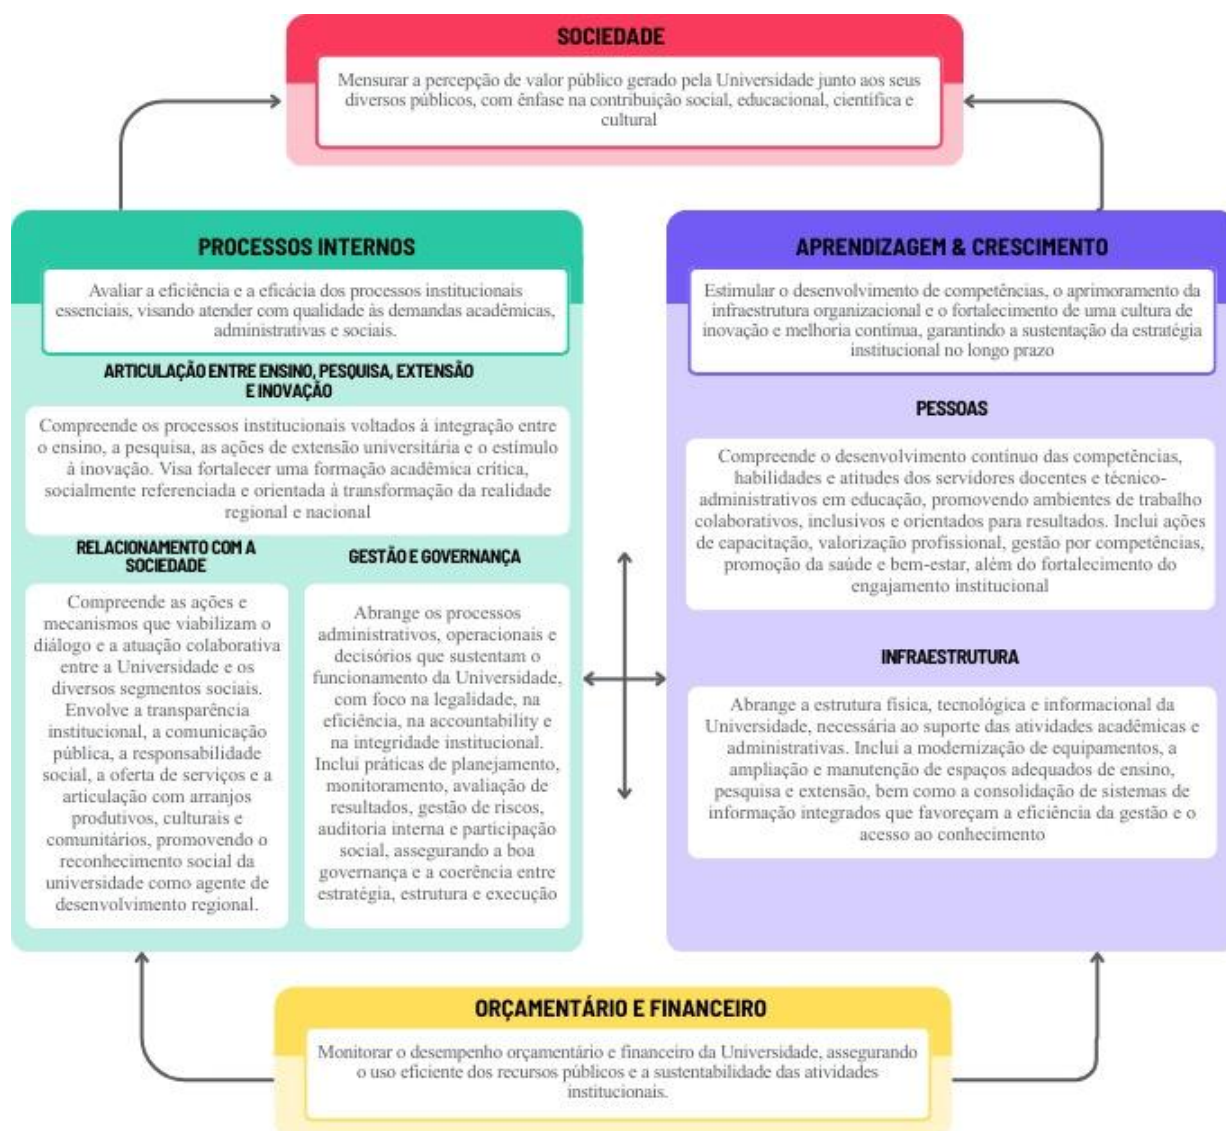 SOCIEDADE
Mensurar a percepção de valor público gerado pela Universidade junto aos seus
diversos públicos, com ênfase na contribuição social, educacional, científica e
cultural
PROCESSOS INTERNOS
Avaliar a eficiência e a eficácia dos processos institucionais
essenciais, visando atender com qualidade às demandas acadêmicas,
administrativas e sociais.
ARTICULAÇÃO ENTRE ENSINO, PESQUISA, EXTENSÃO
E INOVAÇÃO
Compreende os processos institucionais voltados à integração entre
o ensino, a pesquisa, as ações de extensão universitária e o estímulo
à inovação. Visa fortalecer uma formação acadêmica crítica,
socialmente referenciada e orientada à transformação da realidade
regional e nacional
RELACIONAMENTO COM A
SOCIEDADE
Compreende as ações e
mecanismos que viabilizam o
diálogo e a atuação colaborativa
entre a Universidade e os
diversos segmentos sociais.
Envolve a transparência
institucional, a comunicação
pública, a responsabilidade
social, a oferta de serviços e a
articulação com arranjos
produtivos, culturais e
comunitários, promovendo o
reconhecimento social da
universidade como agente de
desenvolvimento regional.
GESTÃO E GOVERNANÇA
Abrange os processos
administrativos, operacionais e
decisórios que sustentam o
funcionamento da Universidade,
com foco na legalidade, na
eficiência, na accountability e
na integridade institucional.
Inclui práticas de planejamento,
monitoramento, avaliação de
resultados, gestão de riscos,
auditoria interna e participação
social, assegurando a boa
governança e a coerência entre
estratégia, estrutura e execução
APRENDIZAGEM & CRESCIMENTO
Estimular o desenvolvimento de competências, o aprimoramento da
infraestrutura organizacional e o fortalecimento de uma cultura de
inovação e melhoria contínua, garantindo a sustentação da estratégia
institucional no longo prazo
PESSOAS
Compreende o desenvolvimento contínuo das competências,
habilidades e atitudes dos servidores docentes e técnico-
administrativos em educação, promovendo ambientes de trabalho
colaborativos, inclusivos e orientados para resultados. Inclui ações
de capacitação, valorização profissional, gestão por competências,
promoção da saúde e bem-estar, além do fortalecimento do
engajamento institucional
INFRAESTRUTURA
Abrange a estrutura física, tecnológica e informacional da
Universidade, necessária ao suporte das atividades acadêmicas e
administrativas. Inclui a modernização de equipamentos, a
ampliação e manutenção de espaços adequados de ensino,
pesquisa e extensão, bem como a consolidação de sistemas de
informação integrados que favoreçam a eficiência da gestão e o
acesso ao conhecimento
ORÇAMENTÁRIO E FINANCEIRO
Monitorar o desempenho orçamentário e financeiro da Universidade, assegurando
o uso eficiente dos recursos públicos e a sustentabilidade das atividades
institucionais.